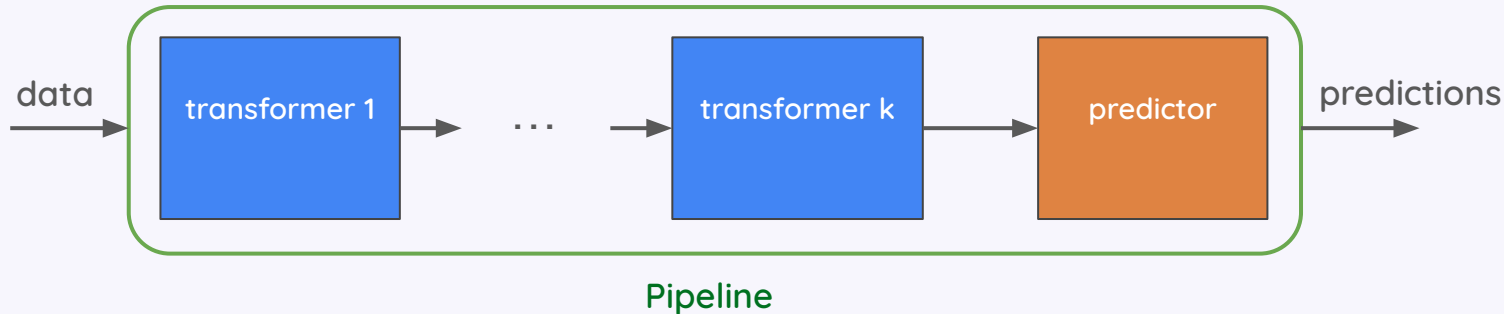 data
transformer 1
...
transformer k
predictor
predictions
Pipeline